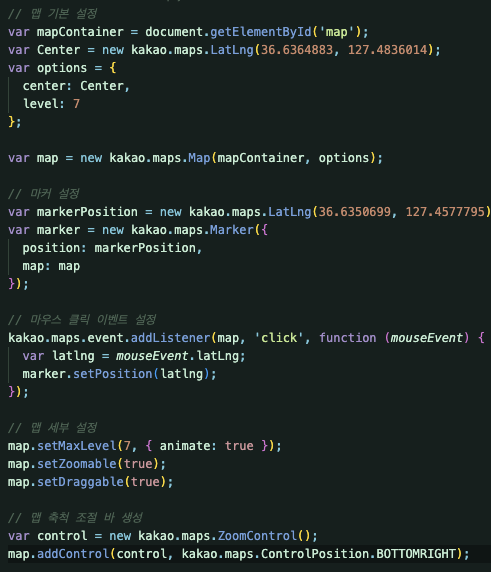 // 맵 기본 설정
var mapContainer = document.getElementById('map');
var Center = new kakao.maps.LatLng(36.6364883, 127.4836014);
var options = {
  center: Center,
  level: 7
};

var map = new kakao.maps.Map(mapContainer, options);

// 마커 설정
var markerPosition = new kakao.maps.LatLng(36.6350699, 127.4577795)
var marker = new kakao.maps.Marker({
  position: markerPosition,
  map: map
});

// 마우스 클릭 이벤트 설정
kakao.maps.event.addListener(map, 'click', function (mouseEvent) {
  var latlng = mouseEvent.latLng;
  marker.setPosition(latlng);
});

// 맵 세부 설정
map.setMaxLevel(7, { animate: true });
map.setZoomable(true);
map.setDraggable(true);

// 맵 축척 조절 바 생성
var control = new kakao.maps.ZoomControl();
map.addControl(control, kakao.maps.ControlPosition.BOTTOMRIGHT);